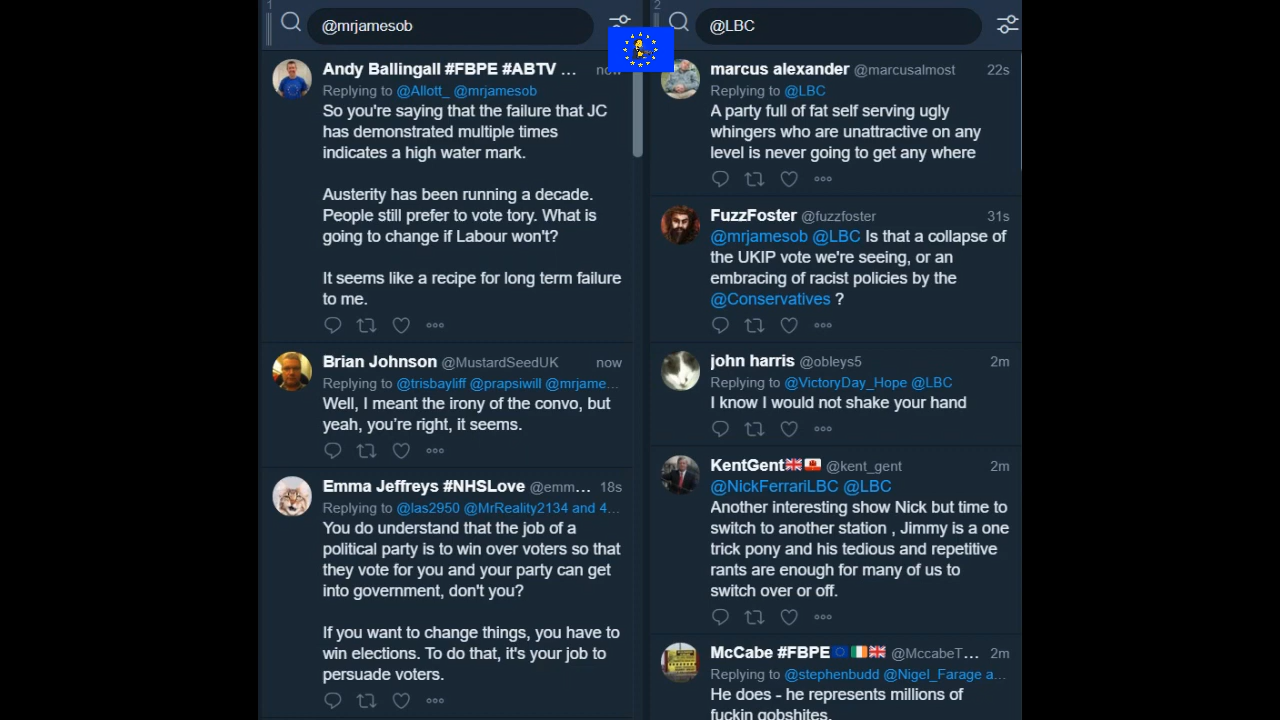 1
@mrjamesob
Andy Ballingall #FBPE #ABTV ...
now
Replying to @Allott_ @mrjamesob
So you're saying that the failure that JC
has demonstrated multiple times
indicates a high water mark.
Austerity has been running a decade.
People still prefer to vote tory. What is
going to change if Labour won't?
It seems like a recipe for long term failure
to me.
Brian Johnson @MustardSeedUK now
Replying to @trisbayliff @prapsiwill @mrjame...
Well, I meant the irony of the convo, but
yeah, you're right, it seems.
Emma Jeffreys #NHSLove @emm... 18s
Replying to @las2950 @MrReality2134 and 4...
You do understand that the job of a
political party is to win over voters so that
they vote for you and your party can get
into government, don't you?
If you want to change things, you have to
win elections. To do that, it's your job to
persuade voters.
2
@LBC
marcus alexander @marcusalmost 22s
Replying to @LBC
A party full of fat self serving ugly
whingers who are unattractive on any
level is never going to get any where
FuzzFoster @fuzzfoster 31s
@mrjamesob @LBC Is that a collapse of
the UKIP vote we're seeing, or an
embracing of racist policies by the
@Conservatives ?
john harris @obleys5 2m
Replying to @VictoryDay_Hope @LBC
I know I would not shake your hand
KentGent🇬🇧🇬🇮 @kent_gent 2m
@NickFerrariLBC @LBC
Another interesting show Nick but time to
switch to another station , Jimmy is a one
trick pony and his tedious and repetitive
rants are enough for many of us to
switch over or off.
McCabe #FBPE🇪🇺🇮🇪🇬🇧 @MccabeT... 2m
Replying to @stephenbudd @Nigel_Farage a...
He does - he represents millions of
fuckin gobshites.